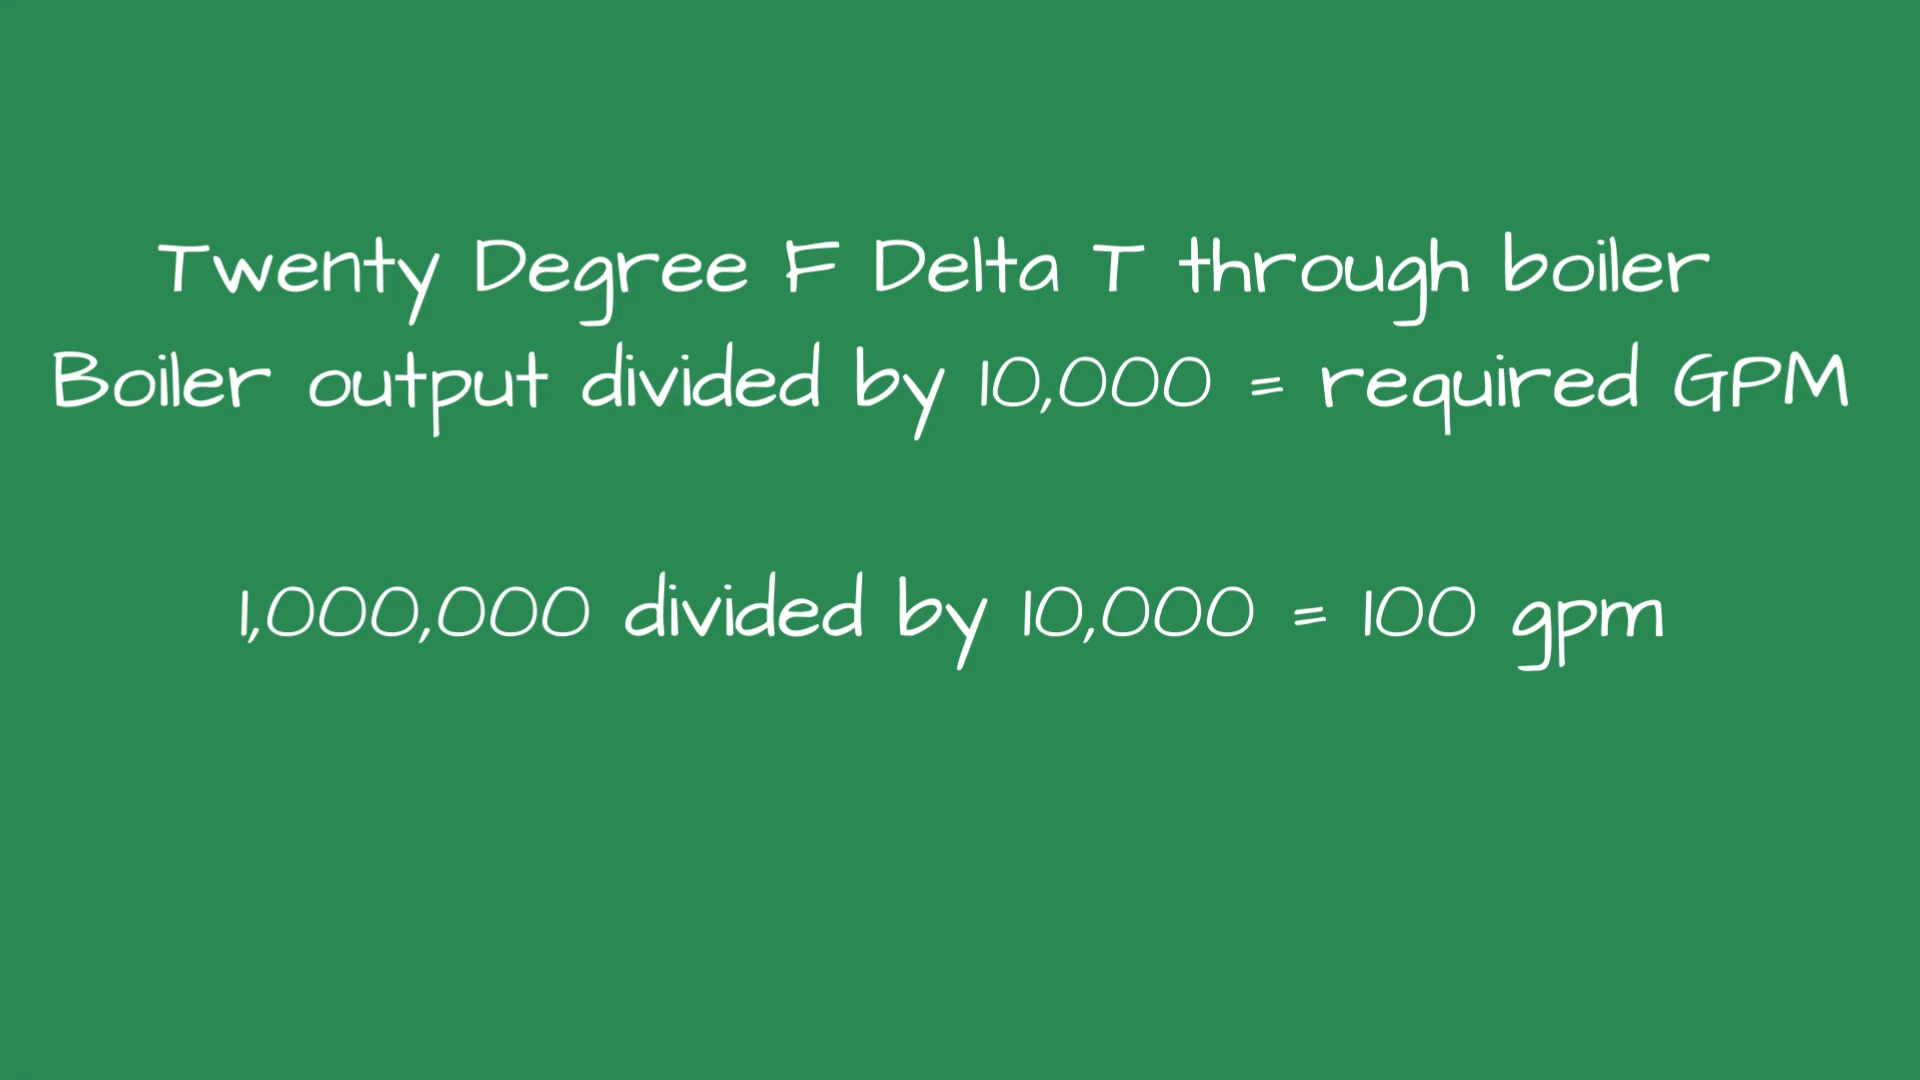 Twenty Degree F Delta T through boiler
Boiler output divided by 10,000 = required GPM
1,000,000 divided by 10,000 = 100 gpm